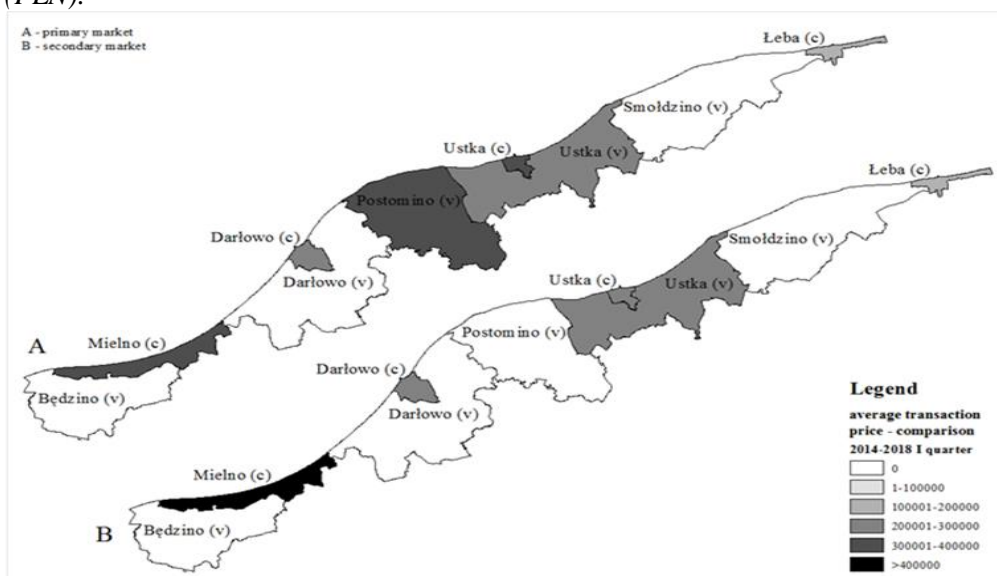 (PLN).
A - primary market
B - secondary market
Łeba (c)
Smołdzino (v)
Ustka (c)
Ustka (v)
Postomino (v)
Darłowo (c)
Darłowo (v)
Mielno (c)
A
Będzino (v)
Łeba (c)
Smołdzino (v)
Ustka (c)
Ustka (v)
Postomino (v)
Darłowo (c)
Darłowo (v)
Mielno (c)
B
Będzino (v)
Legend
average transaction
price - comparison
2014-2018 I quarter
0
1-100000
100001-200000
200001-300000
300001-400000
>400000